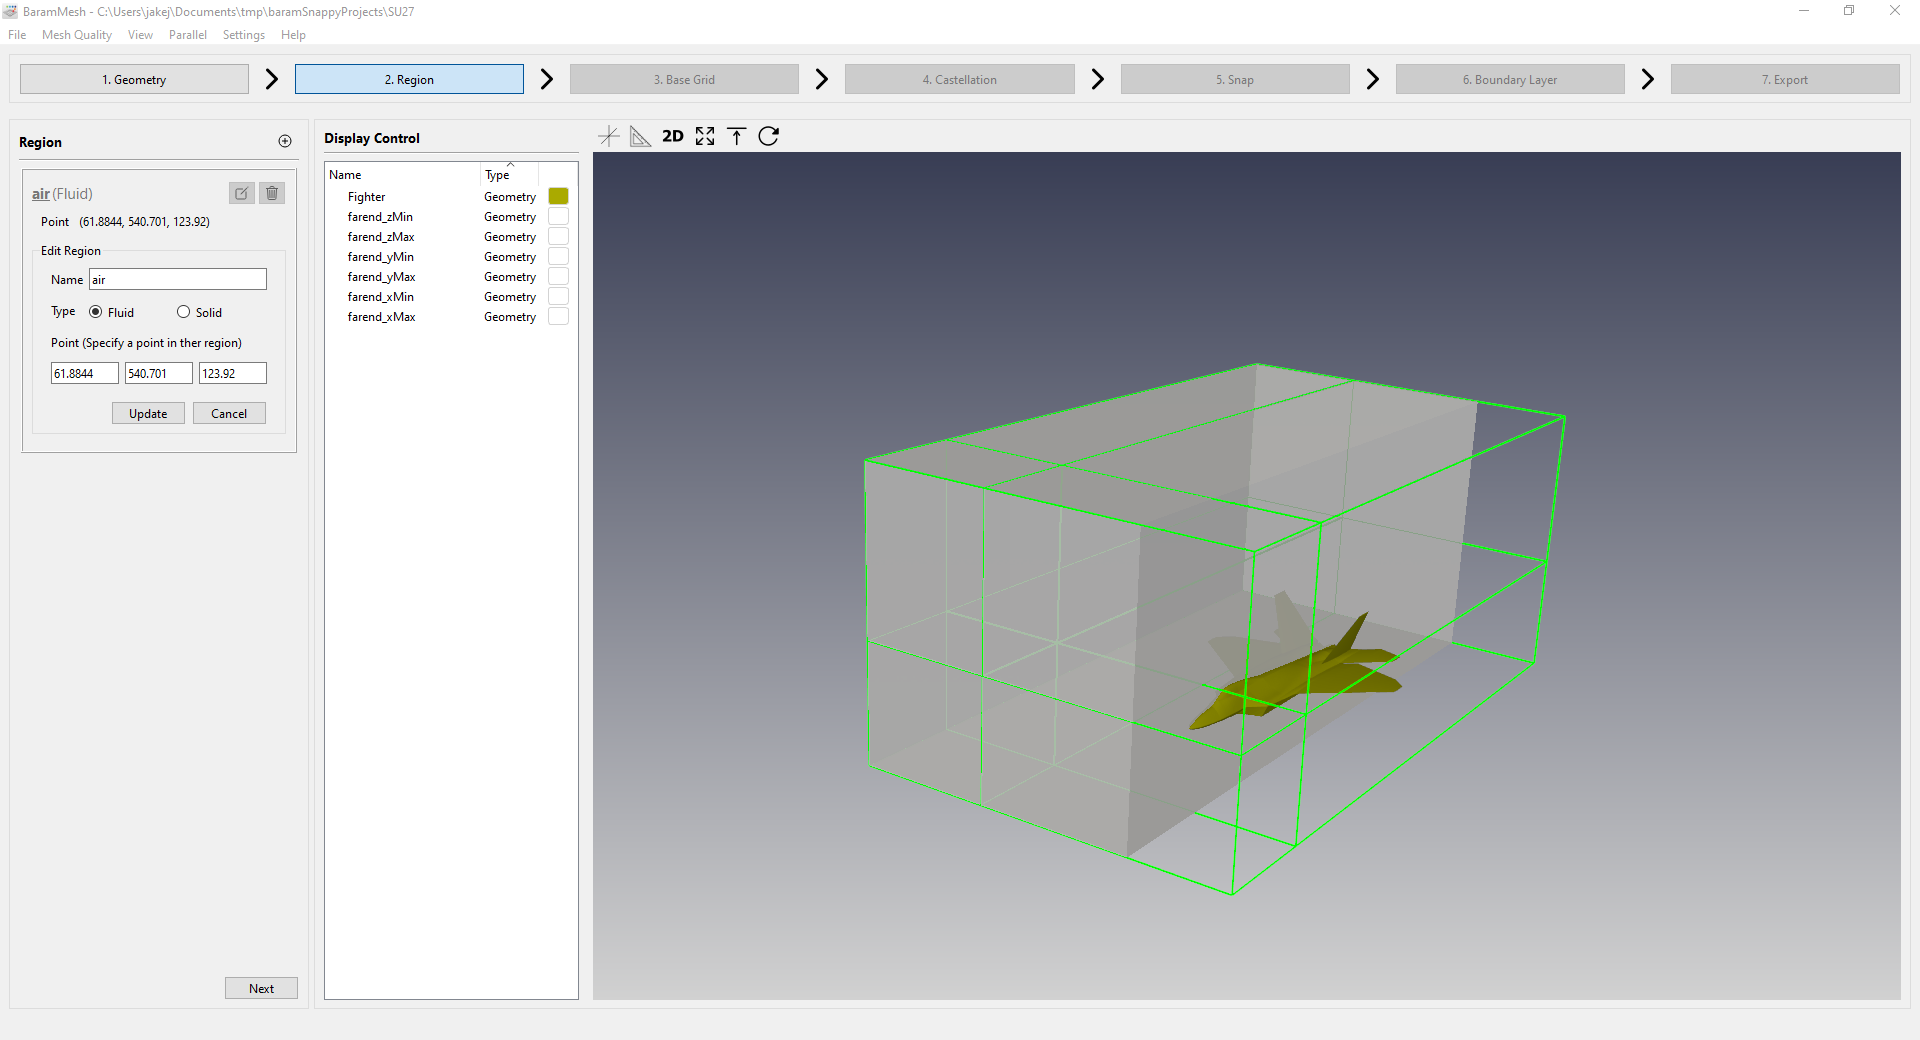 BaramMesh - C:\Users\jakej\Documents\tmp\baramSnappyProjects\SU27
File Mesh Quality View Parallel Settings Help
1. Geometry 2. Region 3. Base Grid 4. Castellation 5. Snap 6. Boundary Layer 7. Export
Region
air (Fluid)
Point (61.8844, 540.701, 123.92)
Edit Region
Name air
Type Fluid Solid
Point (Specify a point in ther region)
61.8844 540.701 123.92
Update Cancel
Next
Display Control
Name Type
Fighter Geometry
farend_zMin Geometry
farend_zMax Geometry
farend_yMin Geometry
farend_yMax Geometry
farend_xMin Geometry
farend_xMax Geometry
2D